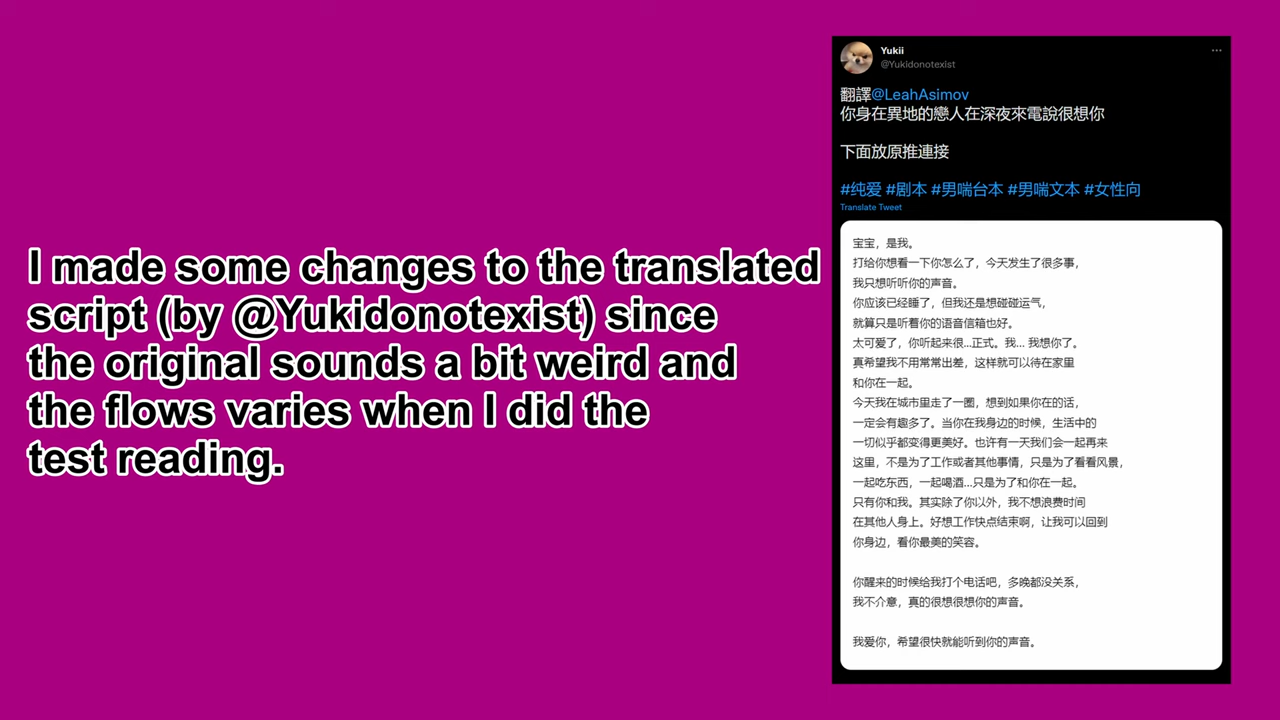 I made some changes to the translated
script (by @Yukidonotexist) since
the original sounds a bit weird and
the flows varies when I did the
test reading.
Yukii
@Yukidonotexist
翻譯@LeahAsimov
你身在異地的戀人在深夜來電說很想你
下面放原推連接
#纯爱 #剧本 #男喘台本 #男喘文本 #女性向
Translate Tweet
宝宝，是我。
打给你想看一下你怎么了，今天发生了很多事，
我只想听听你的声音。
你应该已经睡了，但我还是想碰碰运气，
就算只是听着你的语音信箱也好。
太可爱了，你听起来很...正式。我... 我想你了。
真希望我不用常常出差，这样就可以待在家里
和你在一起。
今天我在城市里走了一圈，想到如果你在的话，
一定会有趣多了。当你在我身边的时候，生活中的
一切似乎都变得更美好。也许有一天我们会一起再来
这里，不是为了工作或者其他事情，只是为了看看风景，
一起吃东西，一起喝酒...只是为了和你在一起。
只有你和我。其实除了你以外，我不想浪费时间
在其他人身上。好想工作快点结束啊，让我可以回到
你身边，看你最美的笑容。
你醒来的时候给我打个电话吧，多晚都没关系，
我不介意，真的很想很想你的声音。
我爱你，希望很快就能听到你的声音。